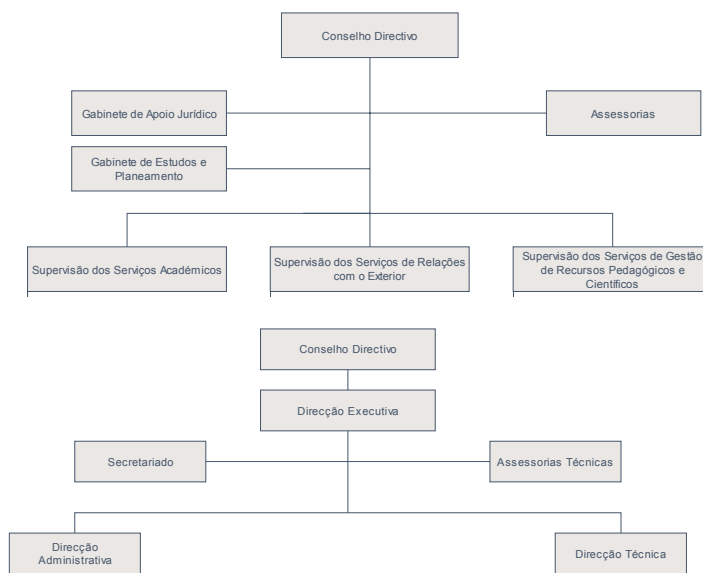 Conselho Directivo
Gabinete de Apoio Jurídico
Assessorias
Gabinete de Estudos e
Planeamento
Supervisão dos Serviços Académicos
Supervisão dos Serviços de Relações
com o Exterior
Supervisão dos Serviços de Gestão
de Recursos Pedagógicos e
Científicos
Conselho Directivo
Direcção Executiva
Secretariado
Assessorias Técnicas
Direcção
Administrativa
Direcção Técnica